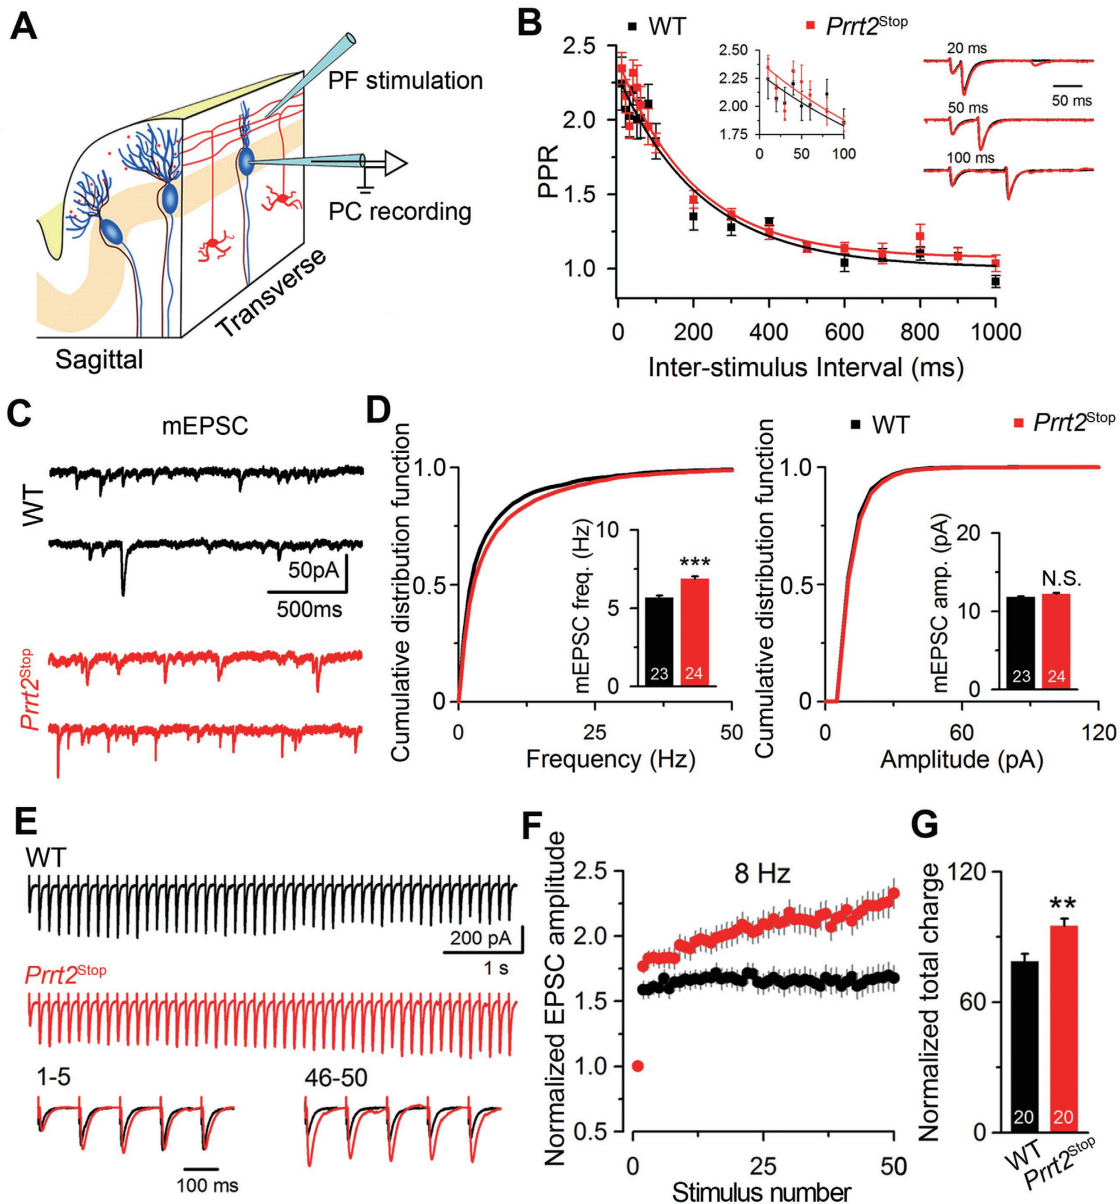 A
PF stimulation
PC recording
Transverse
Sagittal
B
WT
Prrt2Stop
2.5
2.0
1.5
1.0
PPR
2.50
2.25
2.00
1.75
0 50 100
20 ms
50 ms
50 ms
100 ms
0 200 400 600 800 1000
Inter-stimulus Interval (ms)
C
mEPSC
WT
50pA
500ms
Prrt2Stop
D
WT
Prrt2Stop
Cumulative distribution function
1.0
0.5
0
mEPSC freq. (Hz)
10
5
0
***
23 24
0 25 50
Frequency (Hz)
Cumulative distribution function
1.0
0.5
0
mEPSC amp. (pA)
20
10
0
N.S.
23 24
0 60 120
Amplitude (pA)
E
WT
200 pA
1 s
Prrt2Stop
1-5
46-50
100 ms
F
Normalized EPSC amplitude
8 Hz
2.5
2.0
1.5
1.0
0.5
0 25 50
Stimulus number
G
Normalized total charge
120
60
0
**
20 20
WT
Prrt2Stop